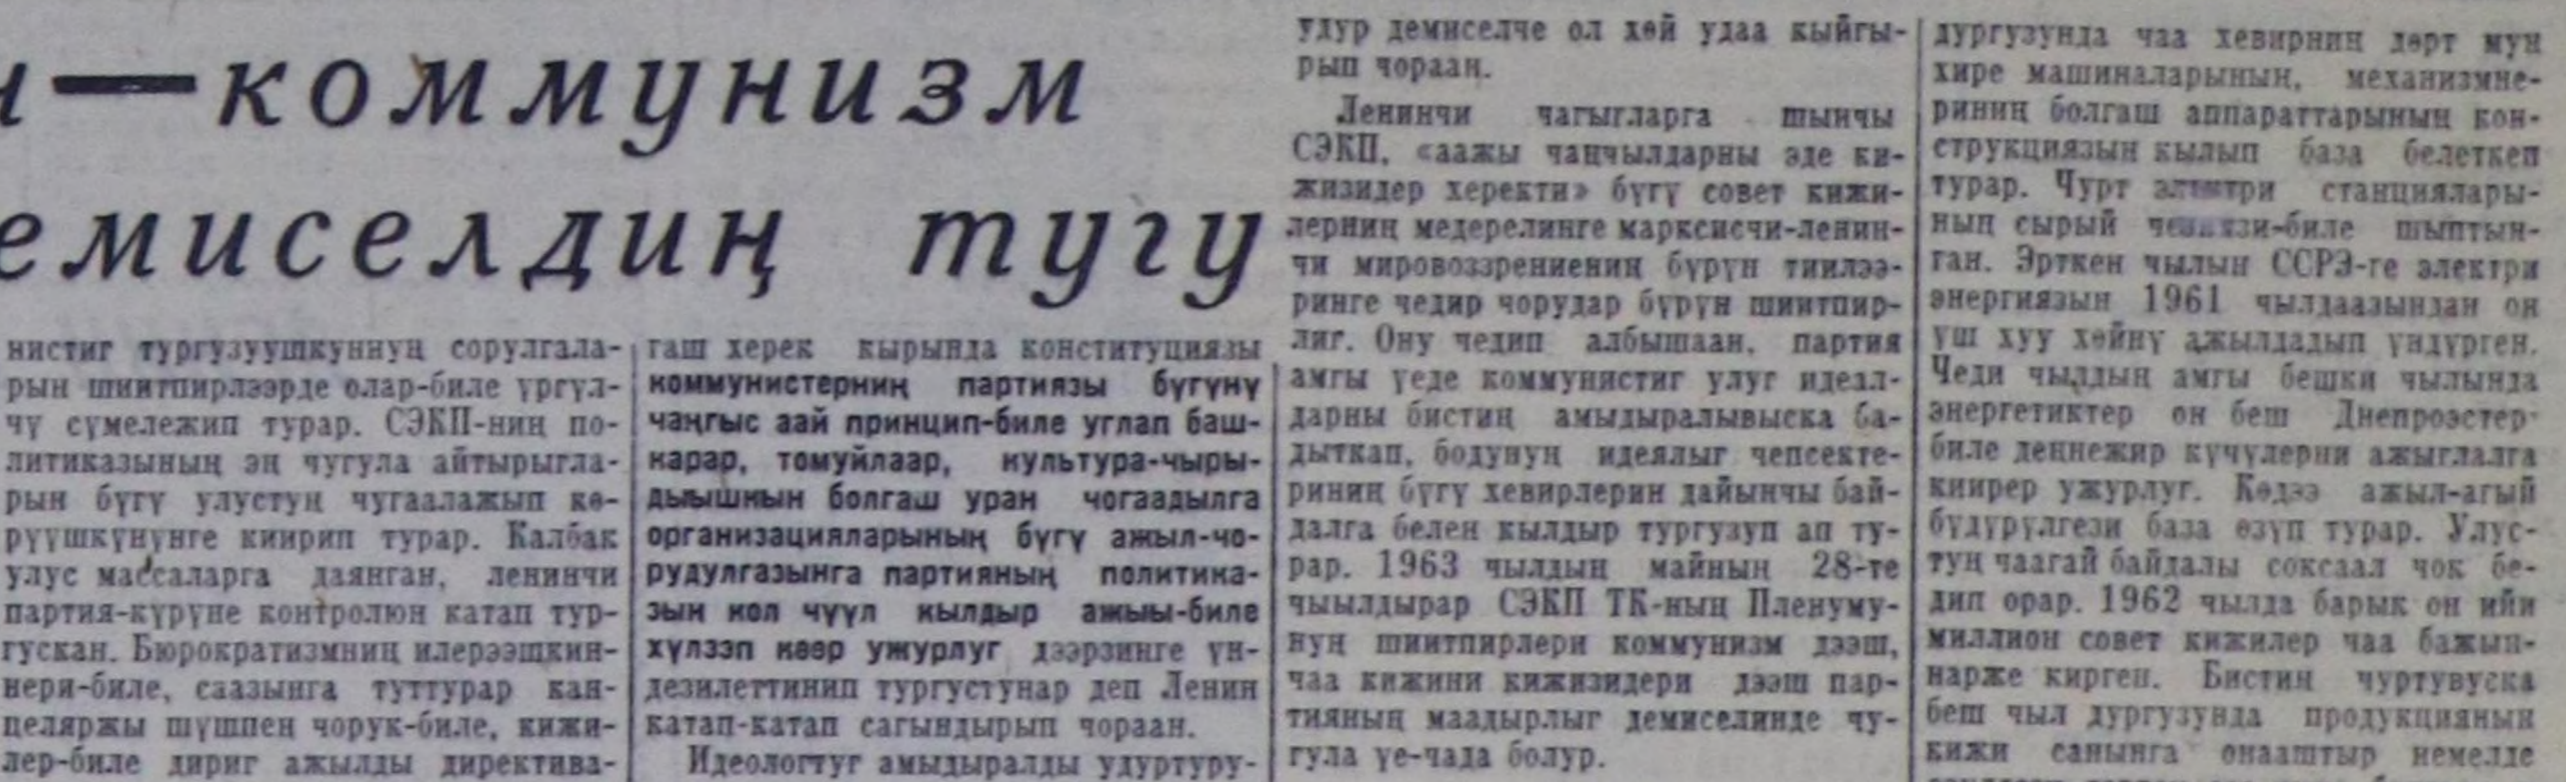 н—коммунизм
емиселдиң тугу
нистиг тургузуушкуннуң сорулгала-
рын шиитпирлээрде олар-биле үргүл-
чү сүмележип турар. СЭКП-ниң по-
литиказының эң чугула айтырыгла-
рын бүгү улустуң чугаалажып кө-
рүүшкүнүнге киирип турар. Калбак
улус массаларга даянган, ленинчи
партия-күрүне контролюн катап тур-
гускан. Бюрократизмниң илерээшкин-
нери-биле, саазынга туттурар кан-
целяржы шүшпең чорук-биле, кижи-
лер-биле дириг ажылды директива-
гаш херек кырында конституциязы
коммунистерниң партиязы бүгүнү
чаңгыс аай принцип-биле углап баш-
карар, томуйлаар, культура-чыры-
дыышкын болгаш уран чогаадылга
организацияларының бүгү ажыл-чо-
рудулгазынга партияның политика-
зын кол чүүл кылдыр ажыы-биле
хүлээп көөр ужурлуг дээрзинге үн-
дезилеттинип тургустунар деп Ленин
катап-катап сагындырып чораан.
Идеологтуг амыдыралды удуртуру-
удур демиселче ол хөй удаа кыйгы-
рып чораан.
Ленинчи чагыгларга шынчы
СЭКП, «аажы чаңчылдарны эде ки-
жизидер херекти» бүгү совет кижи-
лерниң медерелинге марксисчи-ленин-
чи мировоззрениениң бүрүн тиилээ-
ринге чедир чорудар бүрүн шиитпир-
лиг. Ону чедип албышаан, партия
амгы үеде коммунистиг улуг идеал-
дарны бистиң амыдыралывыска ба-
дыткап, бодунуң идеялыг чепсекте-
риниң бүгү хевирлерин дайынчы бай-
далга белен кылдыр тургузуп ап ту-
рар. 1963 чылдың майның 28-те
чыылдырар СЭКП ТК-ның Пленуму-
нуң шиитпирлери коммунизм дээш,
чаа кижини кижизидери дээш пар-
тияның маадырлыг демиселинде чу-
гула үе-чада болур.
дургузунда чаа хевирниң дөрт муң
хире машиналарының, механизмне-
риниң болгаш аппараттарының кон-
струкциязын кылып база белеткеп
турар. Чурт станциялары-
ның сырый шыптын-
ган. Эрткен чылын ССРЭ-ге электри
энергиязын 1961 чылдаазындан он
үш хуу хөйнү ажылдадып үндүрген.
Чеди чылдың амгы бешки чылында
энергетиктер он беш Днепроэстер-
биле деңнежир күчүлерни ажыглалга
киирер ужурлуг. Көдээ ажыл-агый
бүдүрүлгези база өзүп турар. Улус-
туң чаагай байдалы соксаал чок бе-
дип орар. 1962 чылда барык он ийи
миллион совет кижилер чаа бажың-
нарже кирген. Бистиң чуртувуска
беш чыл дургузунда продукцияның
кижи санынга онааштыр немелде